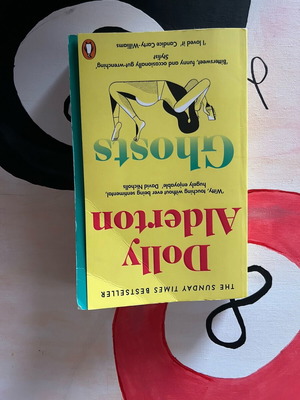 THE SUNDAY TIMES BESTSELLER
Dolly
Alderton
'Witty, touching without ever being sentimental,
hugely enjoyable' David Nicholls
Ghosts
'Bittersweet, funny and occasionally gut-wrenching'
Stylist
'I loved it' Candice Carty-Williams